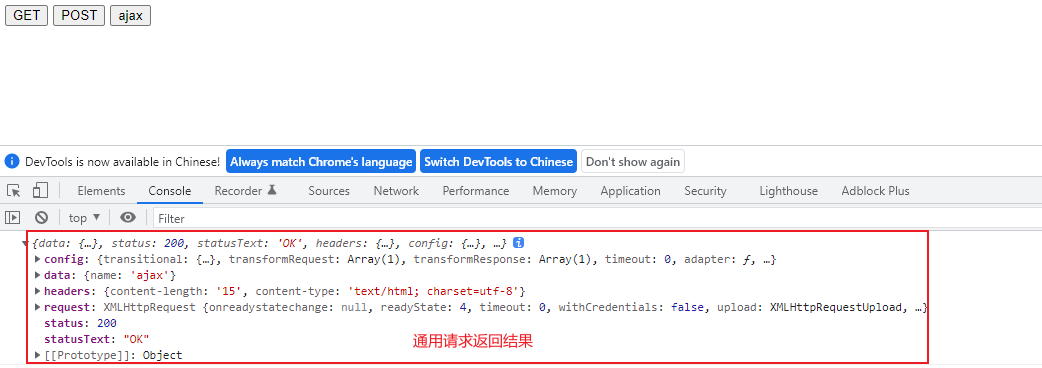 GET POST ajax
DevTools is now available in Chinese! Always match Chrome's language Switch DevTools to Chinese Don't show again
Elements Console Recorder Sources Network Performance Memory Application Security Lighthouse Adblock Plus
top Filter
{data: {…}, status: 200, statusText: 'OK', headers: {…}, config: {…}, …}
config: {transitional: {…}, transformRequest: Array(1), transformResponse: Array(1), timeout: 0, adapter: ƒ, …}
data: {name: 'ajax'}
headers: {content-length: '15', content-type: 'text/html; charset=utf-8'}
request: XMLHttpRequest {onreadystatechange: null, readyState: 4, timeout: 0, withCredentials: false, upload: XMLHttpRequestUpload, …}
status: 200
statusText: "OK"
通用请求返回结果
[[Prototype]]: Object